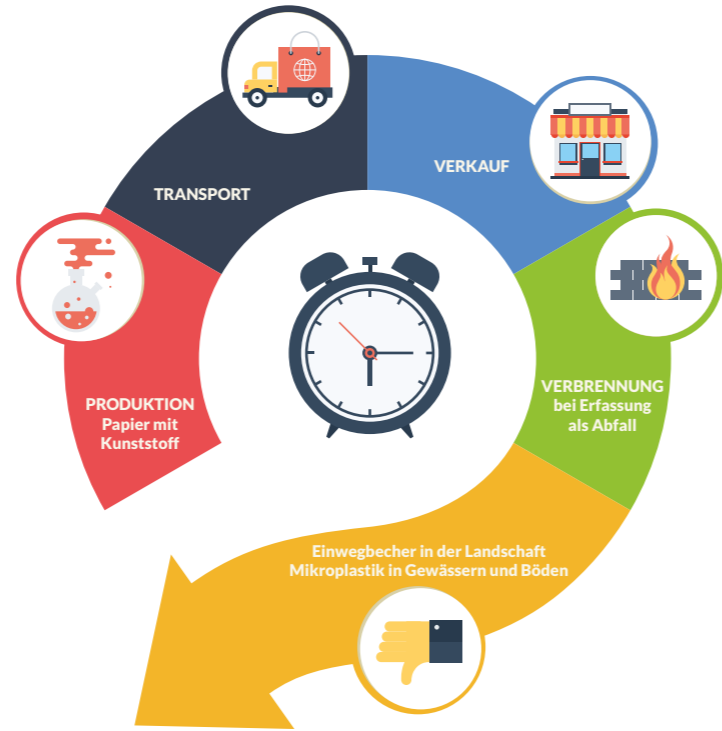 PRODUKTION
Papier mit
Kunststoff
TRANSPORT
VERKAUF
VERBRENNUNG
bei Erfassung
als Abfall
Einwegbecher in der Landschaft
Mikroplastik in Gewässern und Böden